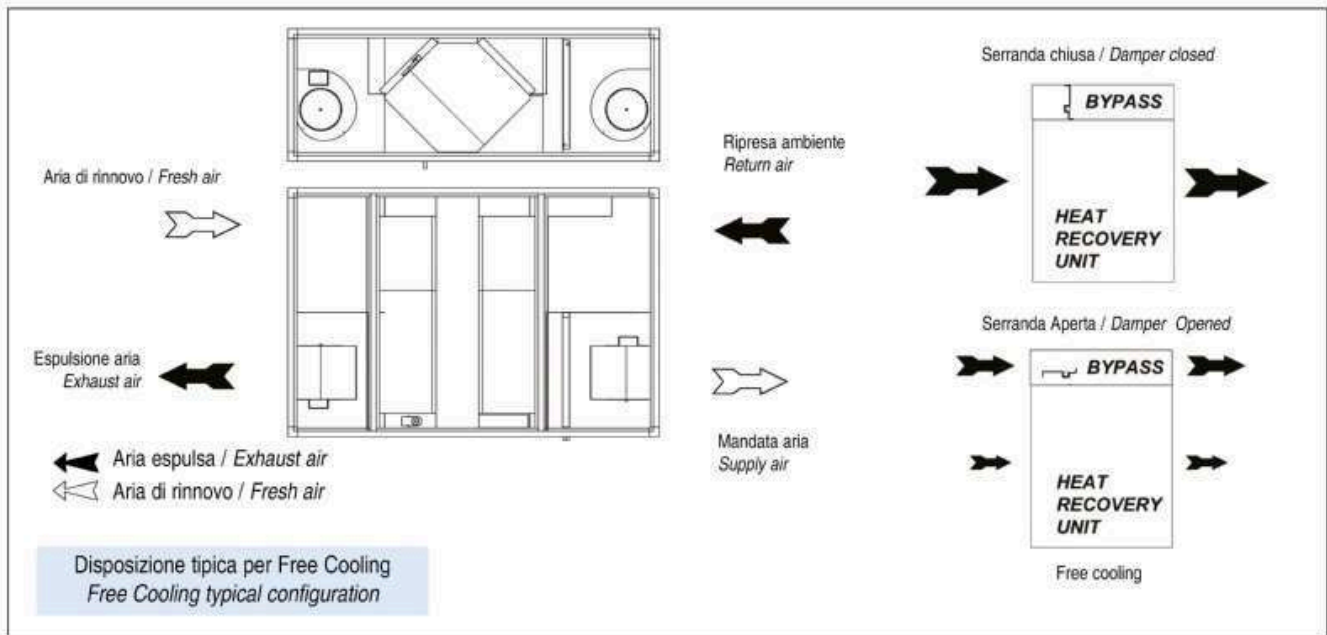 Serranda chiusa / Damper closed
BYPASS
HEAT
RECOVERY
UNIT
Aria di rinnovo / Fresh air
Ripresa ambiente
Return air
Espulsione aria
Exhaust air
Mandata aria
Supply air
Serranda Aperta / Damper Opened
BYPASS
HEAT
RECOVERY
UNIT
Free cooling
Aria espulsa / Exhaust air
Aria di rinnovo / Fresh air
Disposizione tipica per Free Cooling
Free Cooling typical configuration